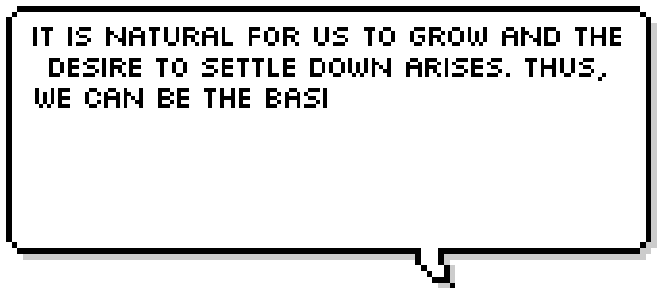 IT IS NATURAL FOR US TO GROW AND THE
DESIRE TO SETTLE DOWN ARISES. THUS,
WE CAN BE THE BASI